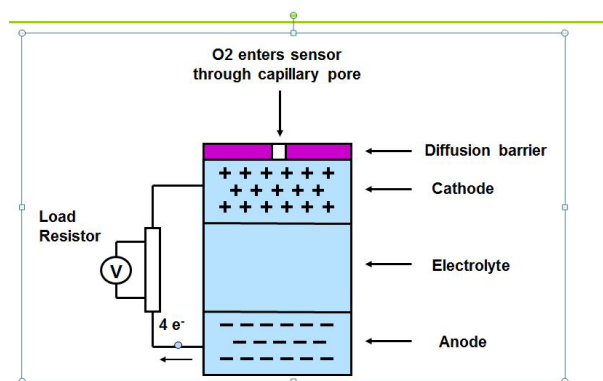 O2 enters sensor
through capillary pore
Diffusion barrier
Cathode
Load
Resistor
V
Electrolyte
4 e-
Anode